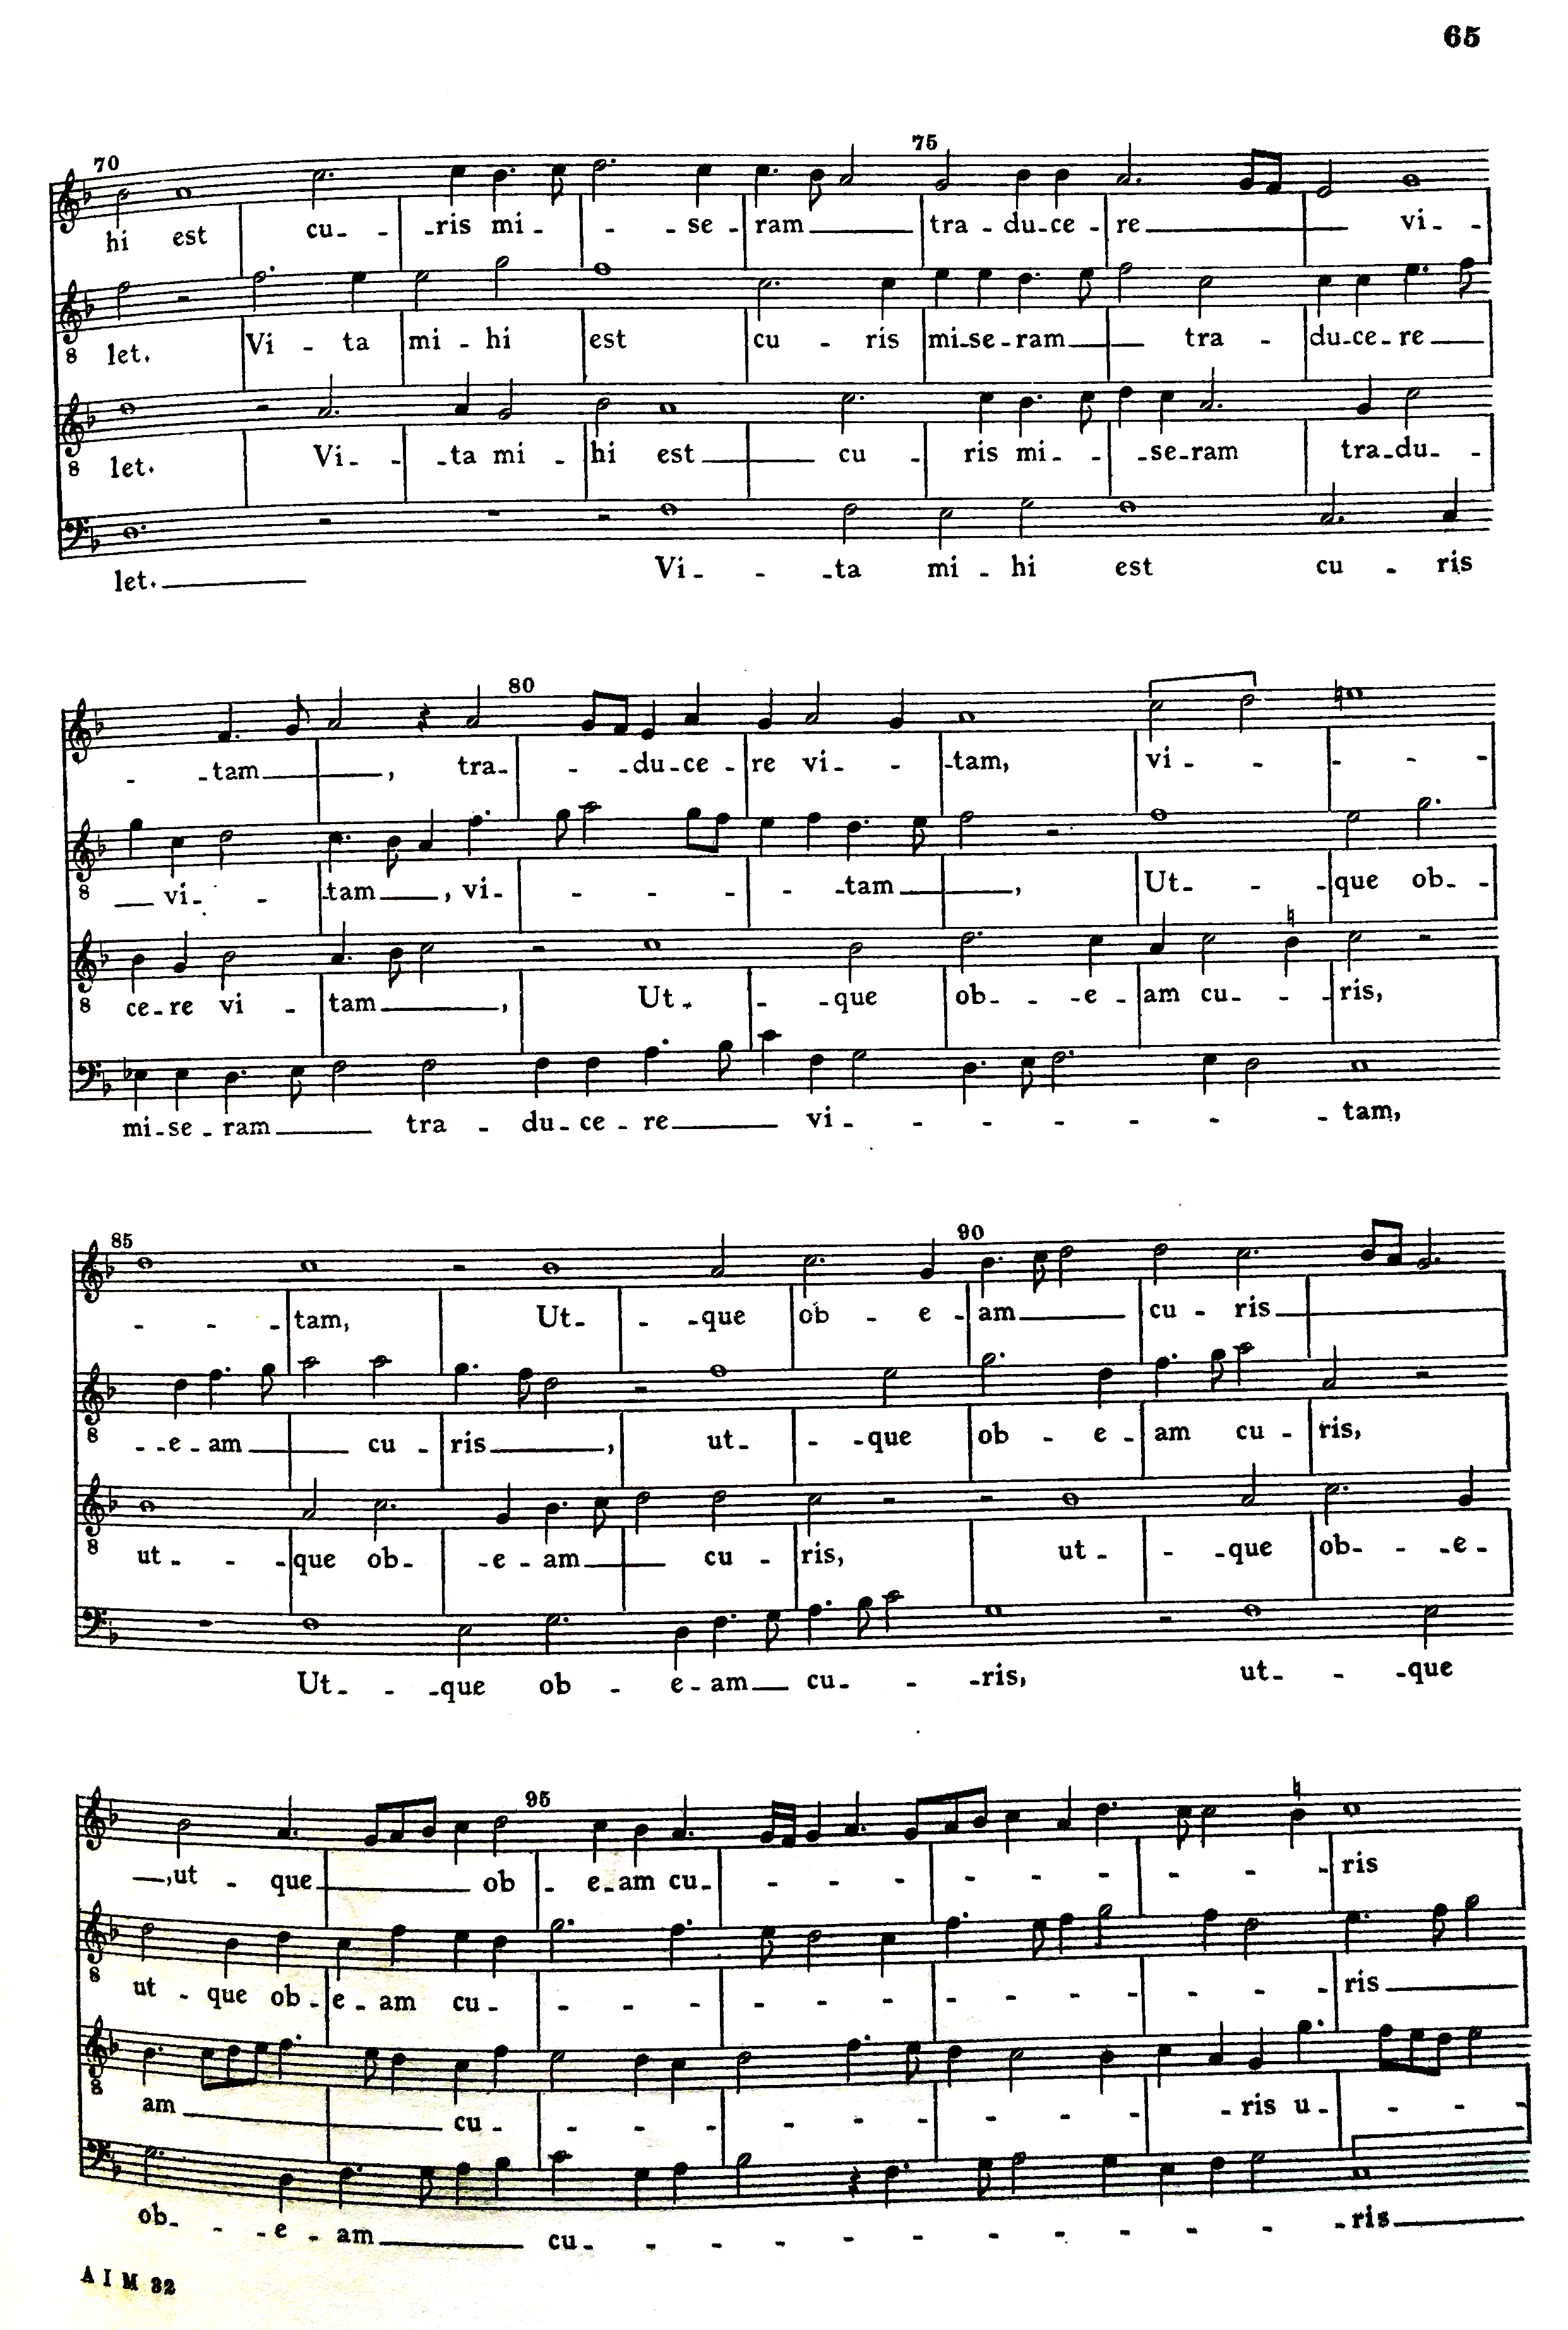 65
70 75
hi est cu - - ris mi - - - se - ram tra - du - ce - re vi -
8 let. Vi - ta mi - hi est cu - ris mi - se - ram tra - du - ce - re
8 let. Vi - - ta mi - hi est cu - ris mi - - se - ram tra - du - -
let. Vi - - ta mi - hi est cu - ris
80
- - tam , tra - - - du - ce - re vi - - tam, vi - - - - -
8 vi - - tam , vi - - - - - - tam , Ut - - que ob - -
8 ce - re vi - tam , Ut - - - que ob - - e - am cu - - ris,
mi - se - ram tra - du - ce - re vi - - - - - - tam,
85 90
- - - tam, Ut - - - que ob - e - am cu - ris
8 - - e - am cu - ris , ut - - - que ob - e - am cu - ris,
8 ut - - - que ob - - e - am cu - ris, ut - - - que ob - - e -
Ut - - - que ob - e - am cu - - - ris, ut - - - que
95
, ut - que ob - e - am cu - - - - - - - - - ris
8 ut - que ob - e - am cu - - - - - - - - - - - ris
8 am cu - - - - - - - - - - ris u - - - -
ob - - - e - am cu - - - - - - - - - - - ris
A I M 32